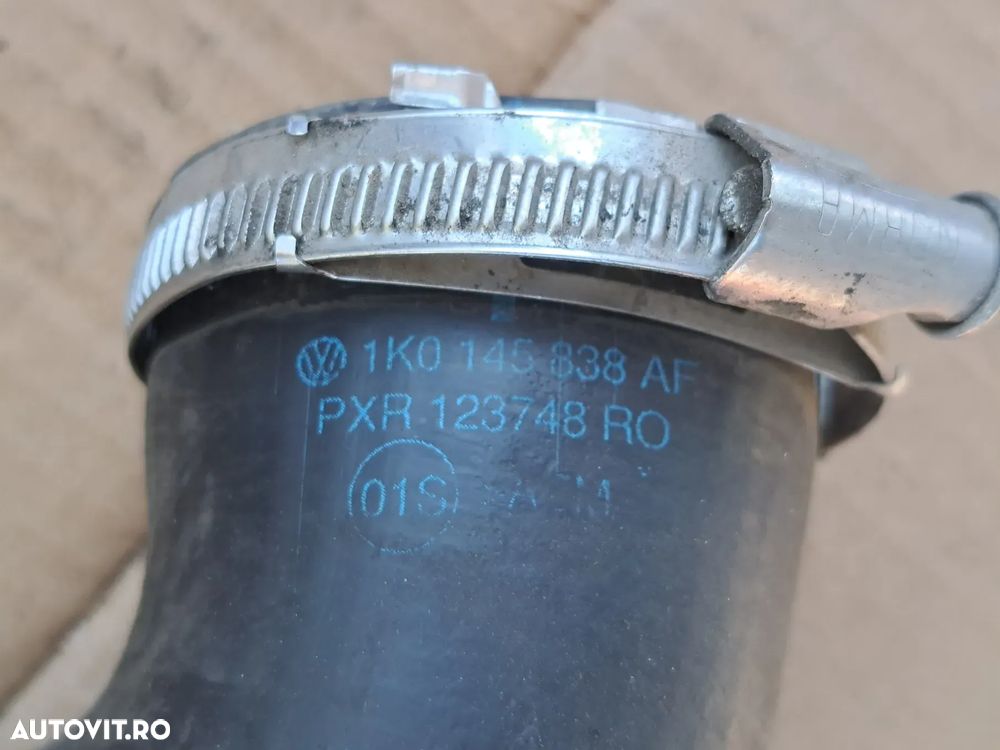 1K0 145 838 AF
PXR 123748 RO
01S
AUTOVIT.RO